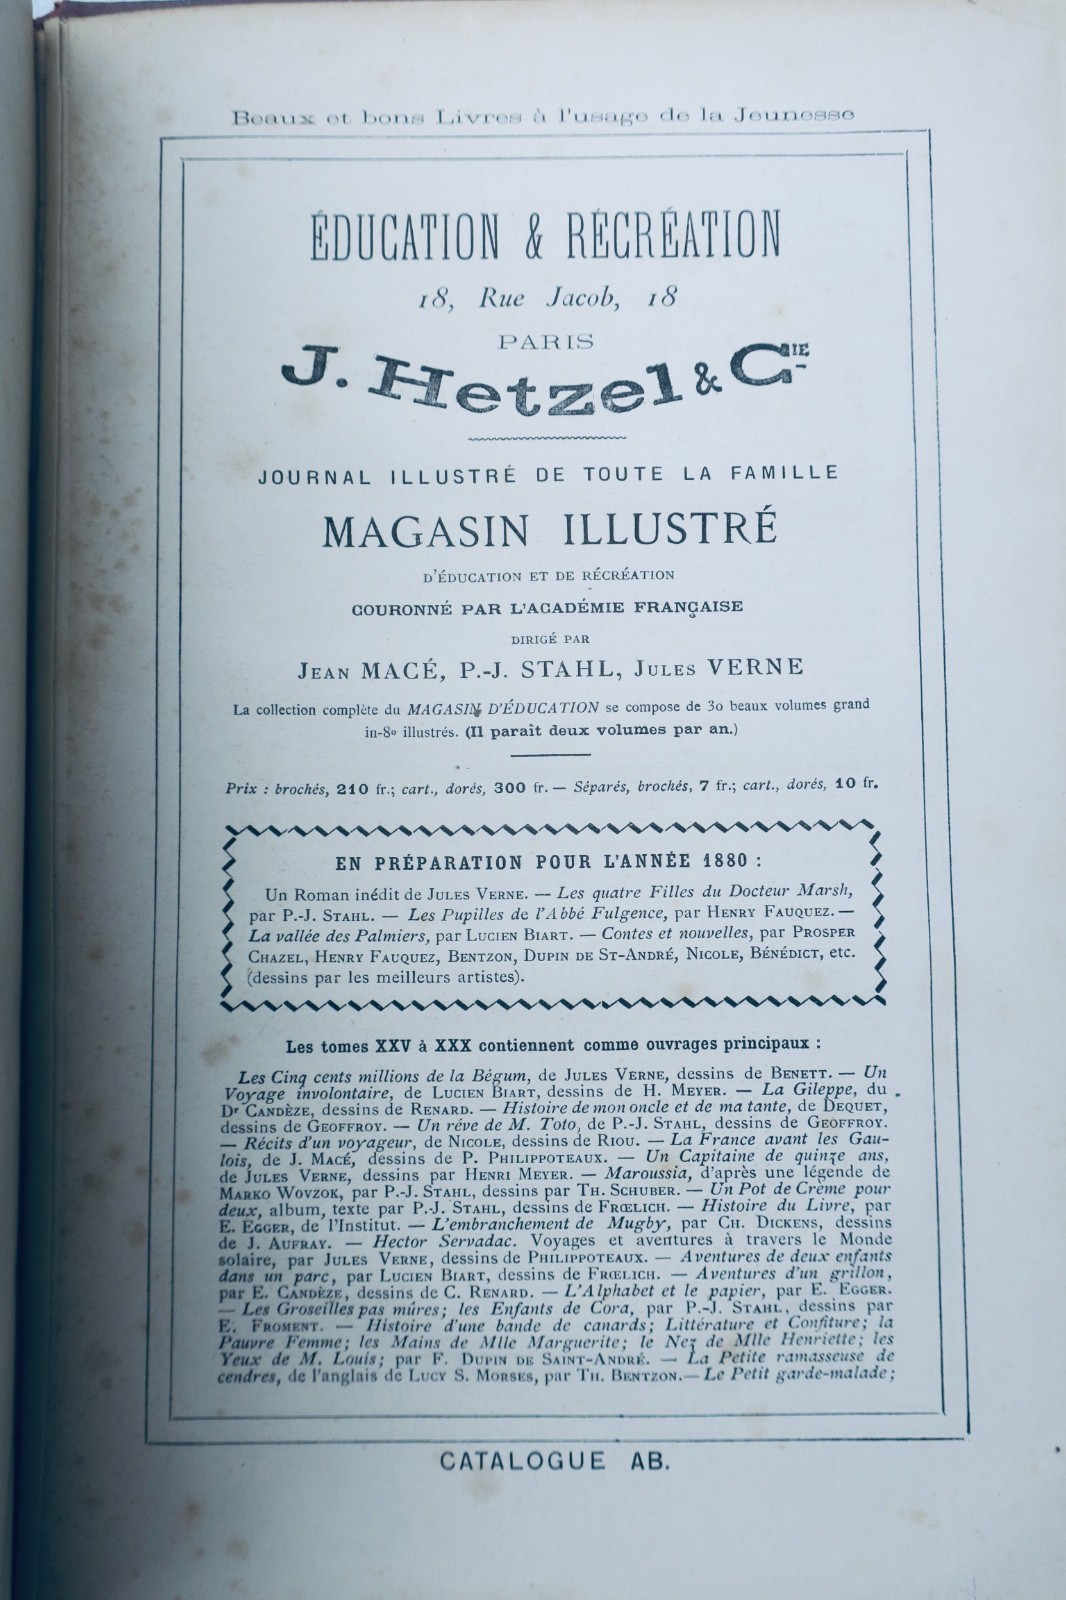 Beaux et bons Livres à l'usage de la Jeunesse
ÉDUCATION & RÉCRÉATION
18, Rue Jacob, 18
PARIS
J. Hetzel & CIE
JOURNAL ILLUSTRÉ DE TOUTE LA FAMILLE
MAGASIN ILLUSTRÉ
D'ÉDUCATION ET DE RÉCRÉATION
COURONNÉ PAR L'ACADÉMIE FRANÇAISE
DIRIGÉ PAR
JEAN MACÉ, P.-J. STAHL, JULES VERNE
La collection complète du MAGASIN D'ÉDUCATION se compose de 30 beaux volumes grand
in-8º illustrés. (Il paraît deux volumes par an.)
Prix : brochés, 210 fr.; cart., dorés, 300 fr. — Séparés, brochés, 7 fr.; cart., dorés, 10 fr.
EN PRÉPARATION POUR L'ANNÉE 1880 :
Un Roman inédit de JULES VERNE. — Les quatre Filles du Docteur Marsh,
par P.-J. STAHL. — Les Pupilles de l'Abbé Fulgence, par HENRY FAUQUEZ. —
La vallée des Palmiers, par LUCIEN BIART. — Contes et nouvelles, par PROSPER
CHAZEL, HENRY FAUQUEZ, BENTZON, DUPIN DE ST-ANDRÉ, NICOLE, BÉNÉDICT, etc.
(dessins par les meilleurs artistes).
Les tomes XXV à XXX contiennent comme ouvrages principaux :
Les Cinq cents millions de la Bégum, de JULES VERNE, dessins de BENETT. — Un
Voyage involontaire, de LUCIEN BIART, dessins de H. MEYER. — La Gileppe, du
Dr CANDÈZE, dessins de RENARD. — Histoire de mon oncle et de ma tante, de DEQUET,
dessins de GEOFFROY. — Un rêve de M. Toto, de P.-J. STAHL, dessins de GEOFFROY.
— Récits d'un voyageur, de NICOLE, dessins de RIOU. — La France avant les Gau-
lois, de J. MACÉ, dessins de P. PHILIPPOTEAUX. — Un Capitaine de quinze ans,
de JULES VERNE, dessins par HENRI MEYER. — Maroussia, d'après une légende de
MARKO WOVZOK, par P.-J. STAHL, dessins par TH. SCHUBER. — Un Pot de Crème pour
deux, album, texte par P.-J. STAHL, dessins de FRŒLICH. — Histoire du Livre, par
E. EGGER, de l'Institut. — L'embranchement de Mugby, par CH. DICKENS, dessins
de J. AUFRAY. — Hector Servadac. Voyages et aventures à travers le Monde
solaire, par JULES VERNE, dessins de PHILIPPOTEAUX. — Aventures de deux enfants
dans un parc, par LUCIEN BIART, dessins de FRŒLICH. — Aventures d'un grillon,
par E. CANDÈZE, dessins de C. RENARD. — L'Alphabet et le papier, par E. EGGER.
— Les Groseilles pas mûres; les Enfants de Cora, par P.-J. STAHL, dessins par
E. FROMENT. — Histoire d'une bande de canards; Littérature et Confiture; la
Pauvre Femme; les Mains de Mlle Marguerite; le Nez de Mlle Henriette; les
Yeux de M. Louis; par F. DUPIN DE SAINT-ANDRÉ. — La Petite ramasseuse de
cendres, de l'anglais de LUCY S. MORSES, par TH. BENTZON. — Le Petit garde-malade;
CATALOGUE AB.